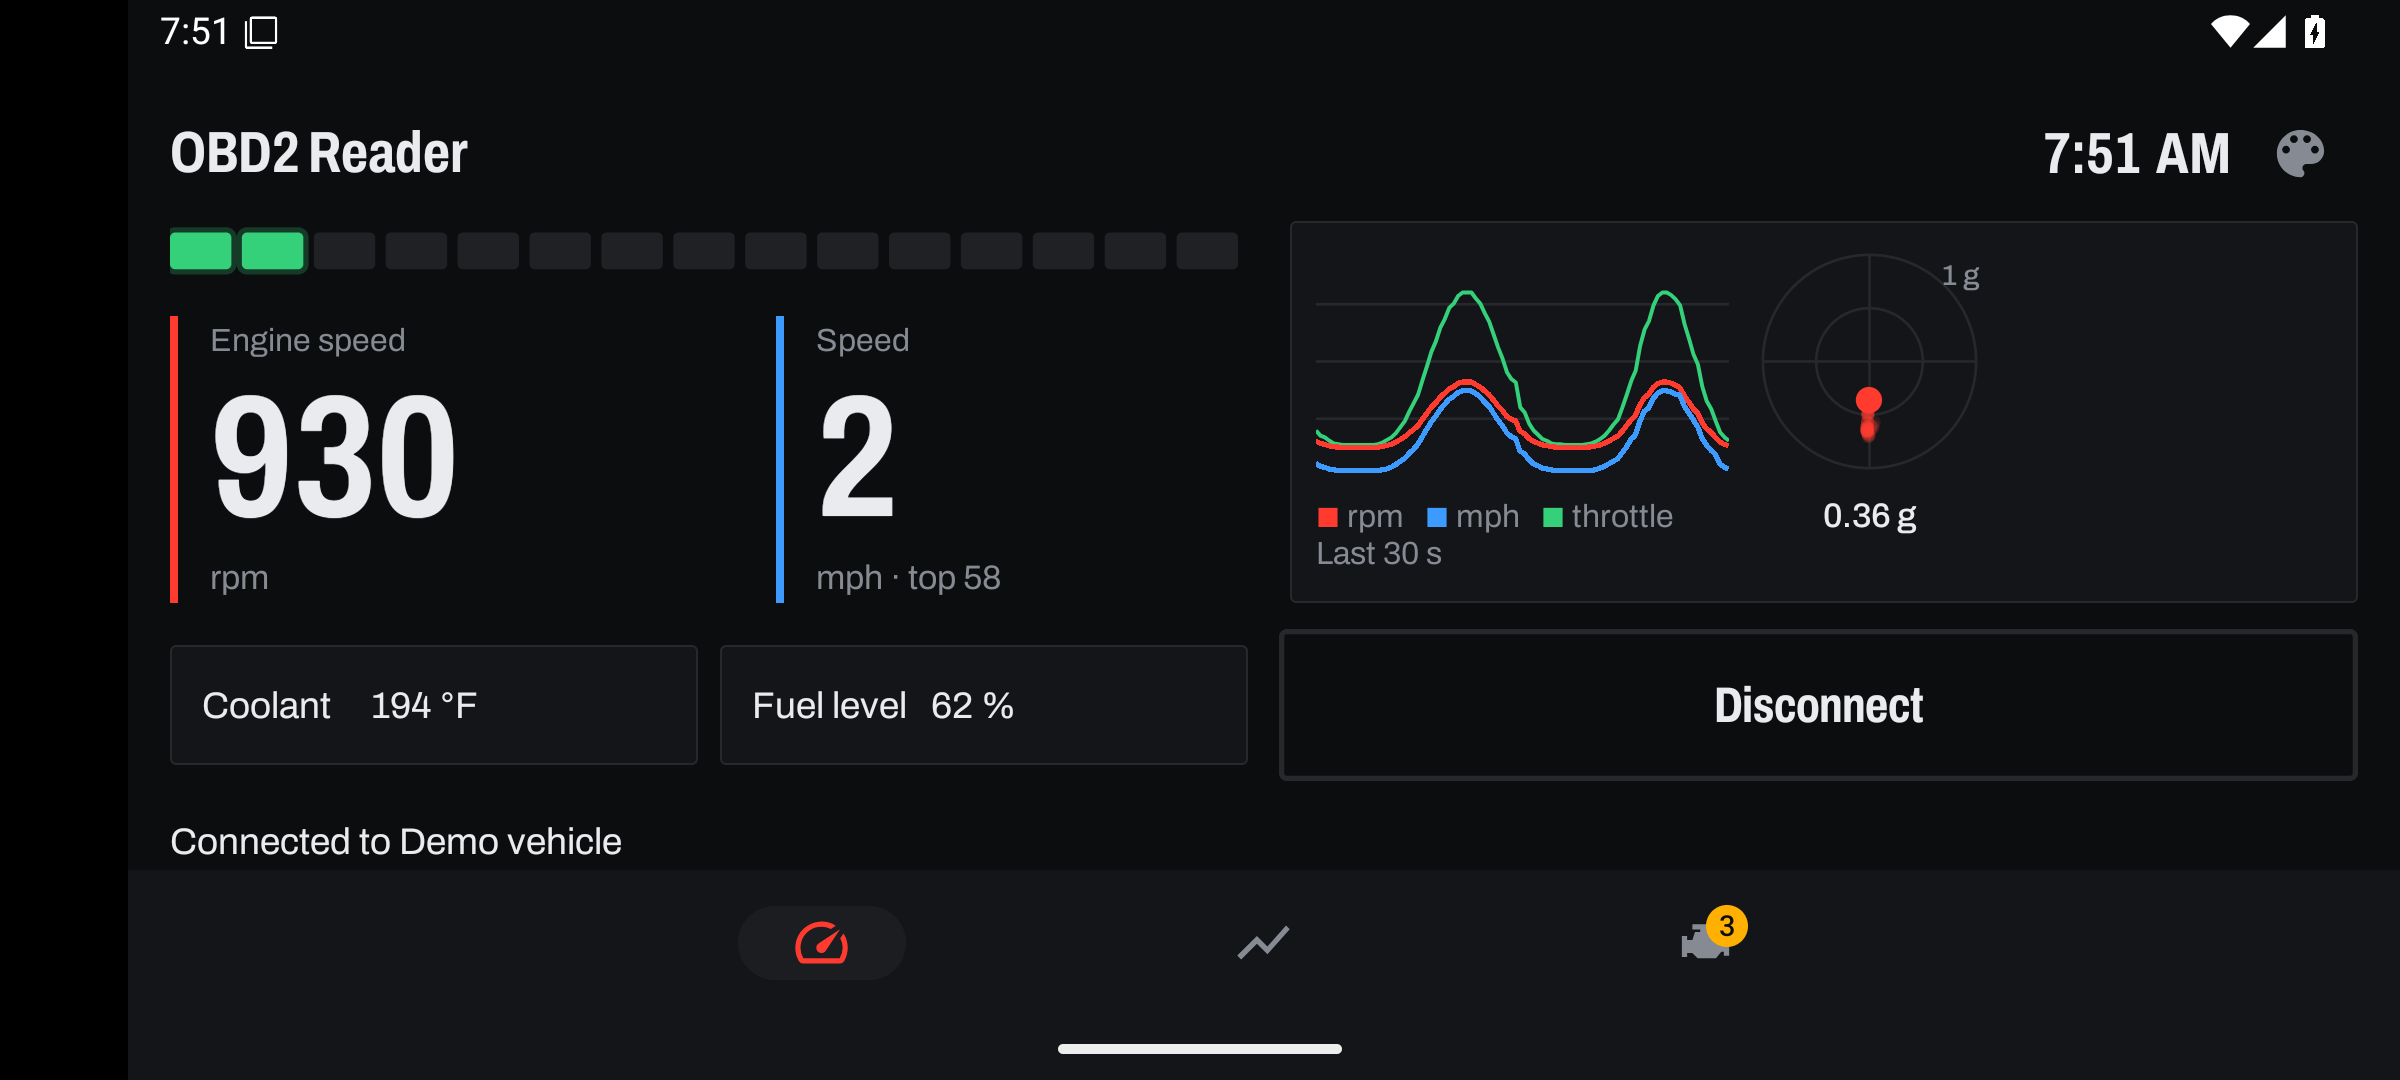 7:51
OBD2 Reader
7:51 AM
Engine speed
930
rpm
Speed
2
mph · top 58
1 g
rpm mph throttle
Last 30 s
0.36 g
Coolant 194 °F
Fuel level 62 %
Disconnect
Connected to Demo vehicle
3